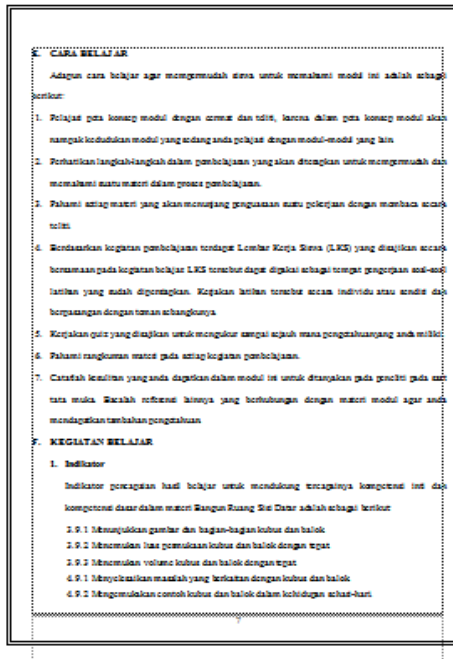 E. CARA BELAJAR
Adapun cara belajar agar mempermudah siswa untuk memahami modul ini adalah sebagai
berikut:
1. Pelajari peta konsep modul dengan cermat dan teliti, karena dalam peta konsep modul akan
nampak kedudukan modul yang sedang anda pelajari dengan modul-modul yang lain.
2. Perhatikan langkah-langkah dalam pembelajaran yang akan diterapkan untuk mempermudah dan
memahami suatu materi dalam proses pembelajaran.
3. Pahami setiap materi yang akan menunjang penguasaan suatu pekerjaan dengan membaca secara
teliti.
4. Berdasarkan kegiatan pembelajaran terdapat Lembar Kerja Siswa (LKS) yang disajikan secara
bersamaan pada kegiatan belajar LKS tersebut dapat dipakai sebagai tempat pengerjaan soal-soal
latihan yang sudah dipersiapkan. Kerjakan latihan tersebut secara individu atau sendiri dan
berpasangan dengan teman sebangkunya.
5. Kerjakan quiz yang disajikan untuk mengukur sampai sejauh mana pengetahuanyang anda miliki.
6. Pahami rangkuman materi pada setiap kegiatan pembelajaran.
7. Catatlah kesulitan yang anda dapatkan dalam modul ini untuk ditanyakan pada peneliti pada saat
tata muka. Bacalah referensi lainnya yang berhubungan dengan materi modul agar anda
mendapatkan tambahan pengetahuan.
F. KEGIATAN BELAJAR
1. Indikator
Indikator pencapaian hasil belajar untuk mendukung tercapainya kompetensi inti dan
kompetensi dasar dalam materi Bangun Ruang Sisi Datar adalah sebagai berikut:
3.9.1 Menunjukkan gambar dan bagian-bagian kubus dan balok
3.9.2 Menemukan luas permukaan kubus dan balok dengan tepat
3.9.3 Menemukan volume kubus dan balok dengan tepat
4.9.1 Menyelesaikan masalah yang berkaitan dengan kubus dan balok
4.9.2 Mengemukakan contoh kubus dan balok dalam kehidupan sehari-hari.
7